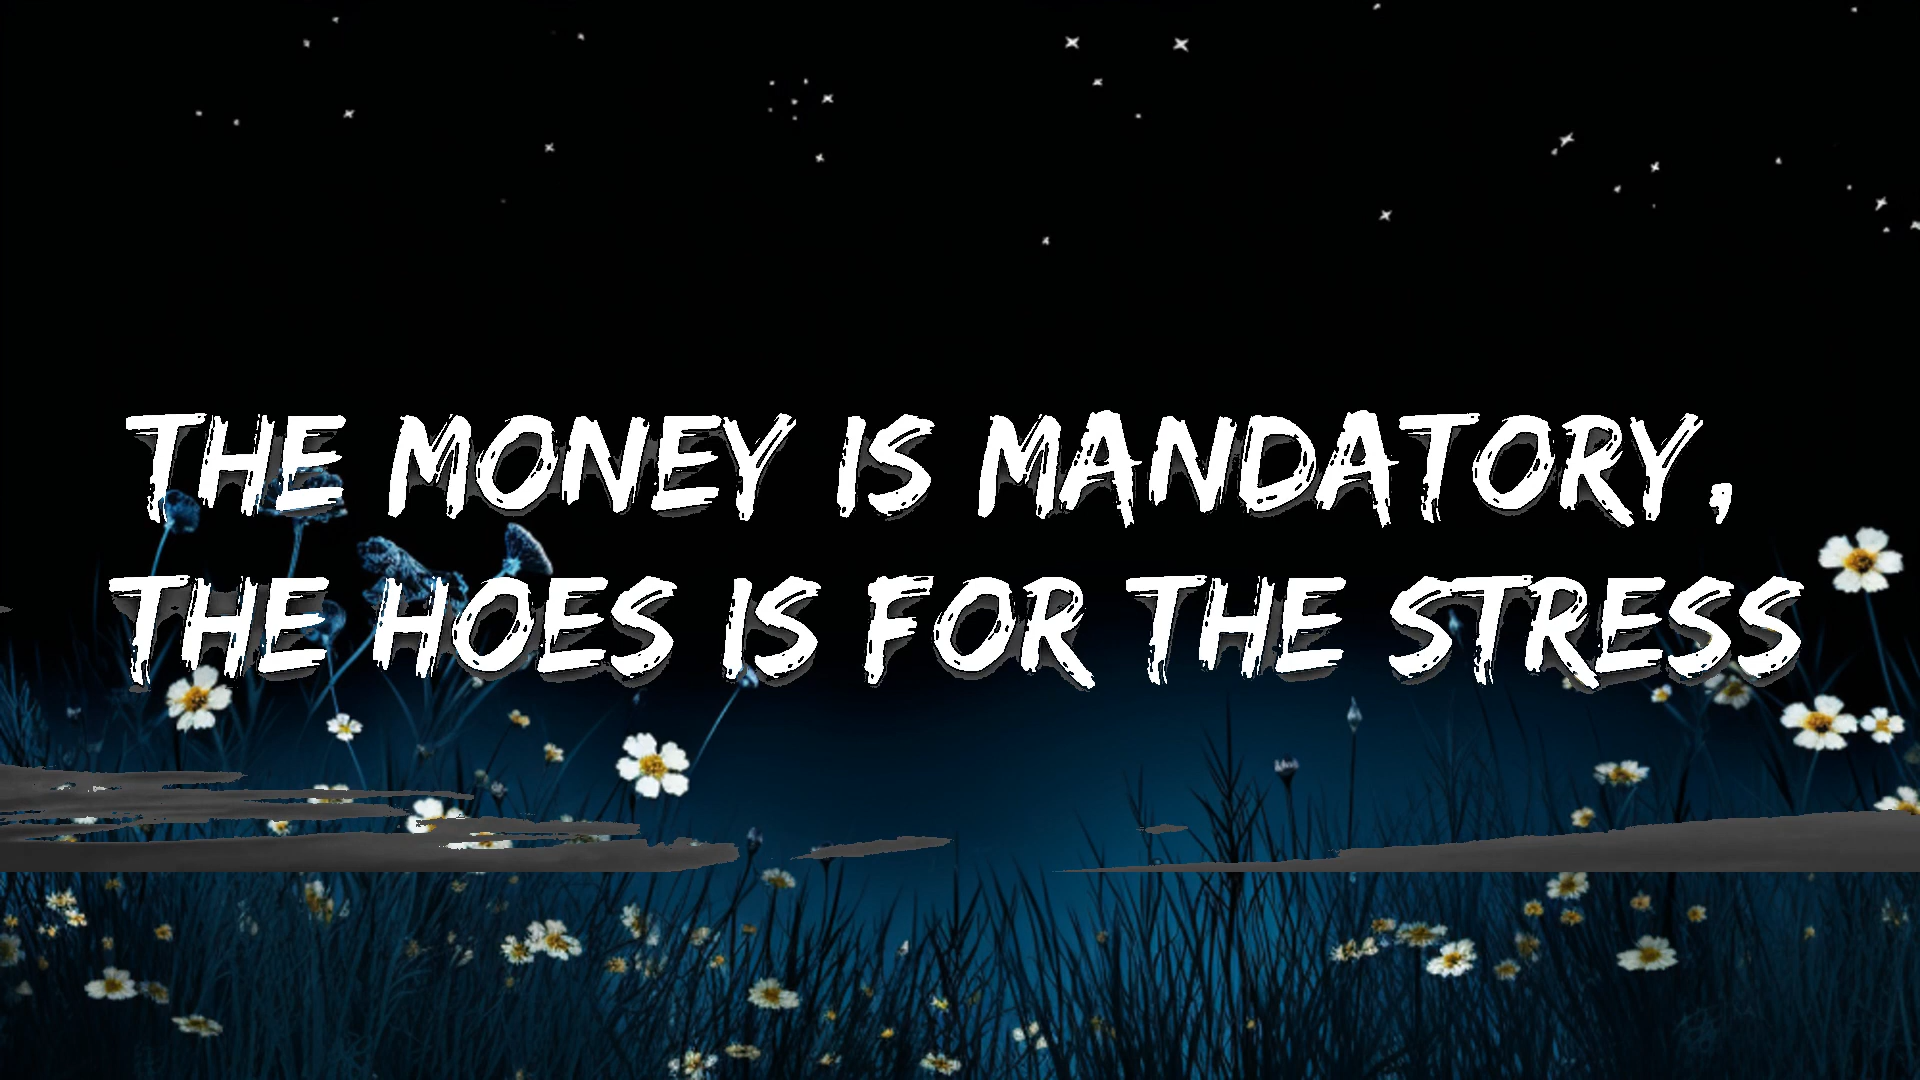 THE MONEY IS MANDATORY,
THE HOES IS FOR THE STRESS